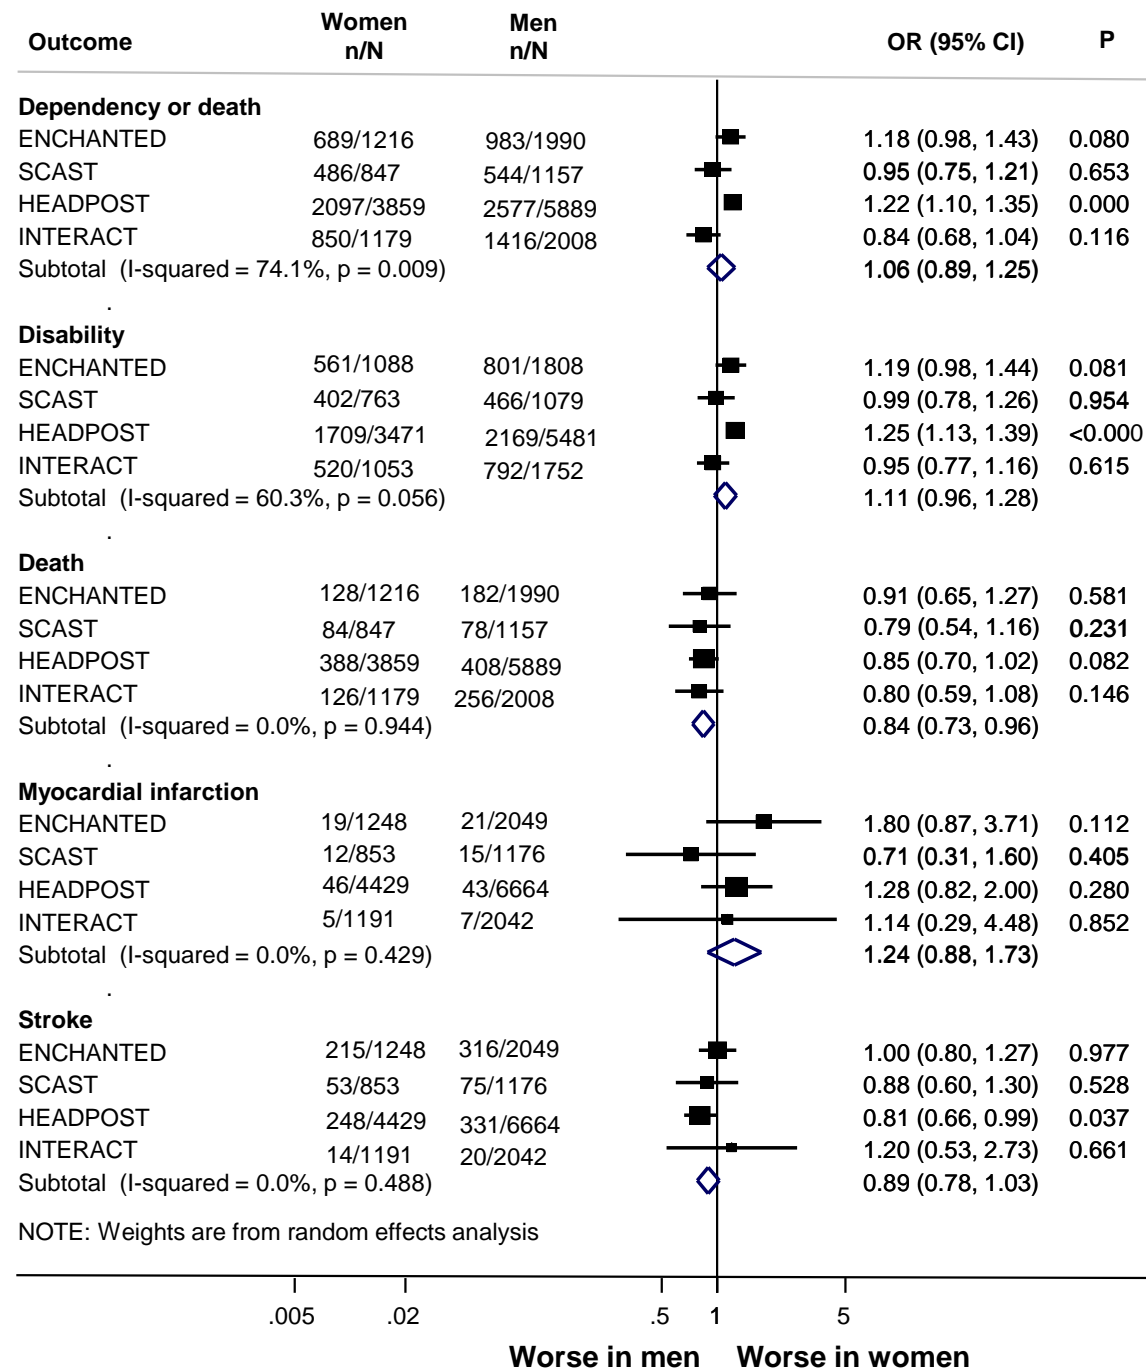 Outcome Women n/N Men n/N OR (95% CI) P
Dependency or death
ENCHANTED 689/1216 983/1990 1.18 (0.98, 1.43) 0.080
SCAST 486/847 544/1157 0.95 (0.75, 1.21) 0.653
HEADPOST 2097/3859 2577/5889 1.22 (1.10, 1.35) 0.000
INTERACT 850/1179 1416/2008 0.84 (0.68, 1.04) 0.116
Subtotal (I-squared = 74.1%, p = 0.009) 1.06 (0.89, 1.25)
.
Disability
ENCHANTED 561/1088 801/1808 1.19 (0.98, 1.44) 0.081
SCAST 402/763 466/1079 0.99 (0.78, 1.26) 0.954
HEADPOST 1709/3471 2169/5481 1.25 (1.13, 1.39) <0.000
INTERACT 520/1053 792/1752 0.95 (0.77, 1.16) 0.615
Subtotal (I-squared = 60.3%, p = 0.056) 1.11 (0.96, 1.28)
.
Death
ENCHANTED 128/1216 182/1990 0.91 (0.65, 1.27) 0.581
SCAST 84/847 78/1157 0.79 (0.54, 1.16) 0.231
HEADPOST 388/3859 408/5889 0.85 (0.70, 1.02) 0.082
INTERACT 126/1179 256/2008 0.80 (0.59, 1.08) 0.146
Subtotal (I-squared = 0.0%, p = 0.944) 0.84 (0.73, 0.96)
.
Myocardial infarction
ENCHANTED 19/1248 21/2049 1.80 (0.87, 3.71) 0.112
SCAST 12/853 15/1176 0.71 (0.31, 1.60) 0.405
HEADPOST 46/4429 43/6664 1.28 (0.82, 2.00) 0.280
INTERACT 5/1191 7/2042 1.14 (0.29, 4.48) 0.852
Subtotal (I-squared = 0.0%, p = 0.429) 1.24 (0.88, 1.73)
.
Stroke
ENCHANTED 215/1248 316/2049 1.00 (0.80, 1.27) 0.977
SCAST 53/853 75/1176 0.88 (0.60, 1.30) 0.528
HEADPOST 248/4429 331/6664 0.81 (0.66, 0.99) 0.037
INTERACT 14/1191 20/2042 1.20 (0.53, 2.73) 0.661
Subtotal (I-squared = 0.0%, p = 0.488) 0.89 (0.78, 1.03)
NOTE: Weights are from random effects analysis
.005 .02 .5 1 5
Worse in men Worse in women